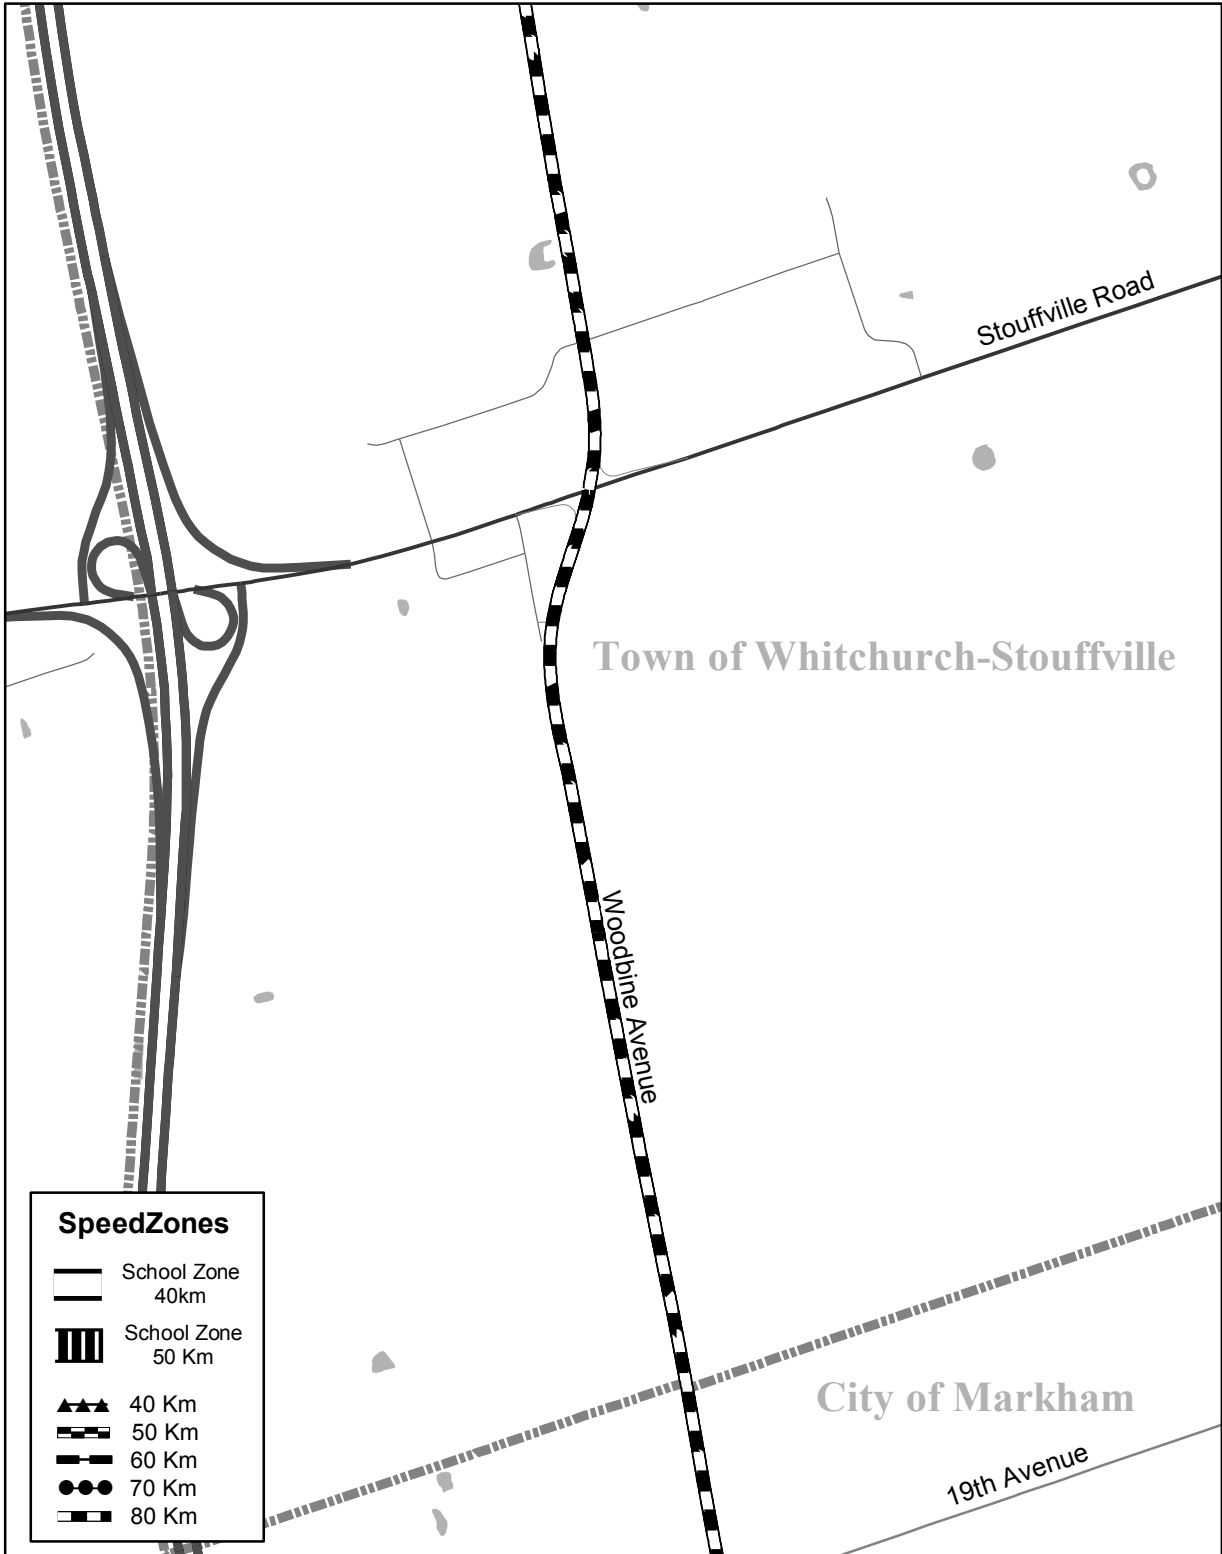 Stouffville Road
Town of Whitchurch-Stouffville
Woodbine Avenue
SpeedZones
School Zone
40km
School Zone
50 Km
40 Km
50 Km
60 Km
70 Km
80 Km
City of Markham
19th Avenue